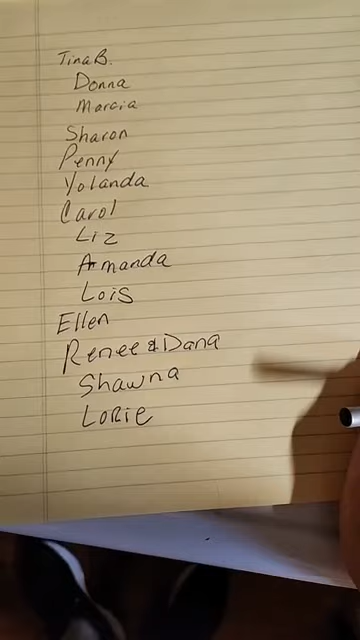 Tina B.
Donna
Marcia
Sharon
Penny
Yolanda
Carol
Liz
Amanda
Lois
Ellen
Renee & Dana
Shawna
LoRiE